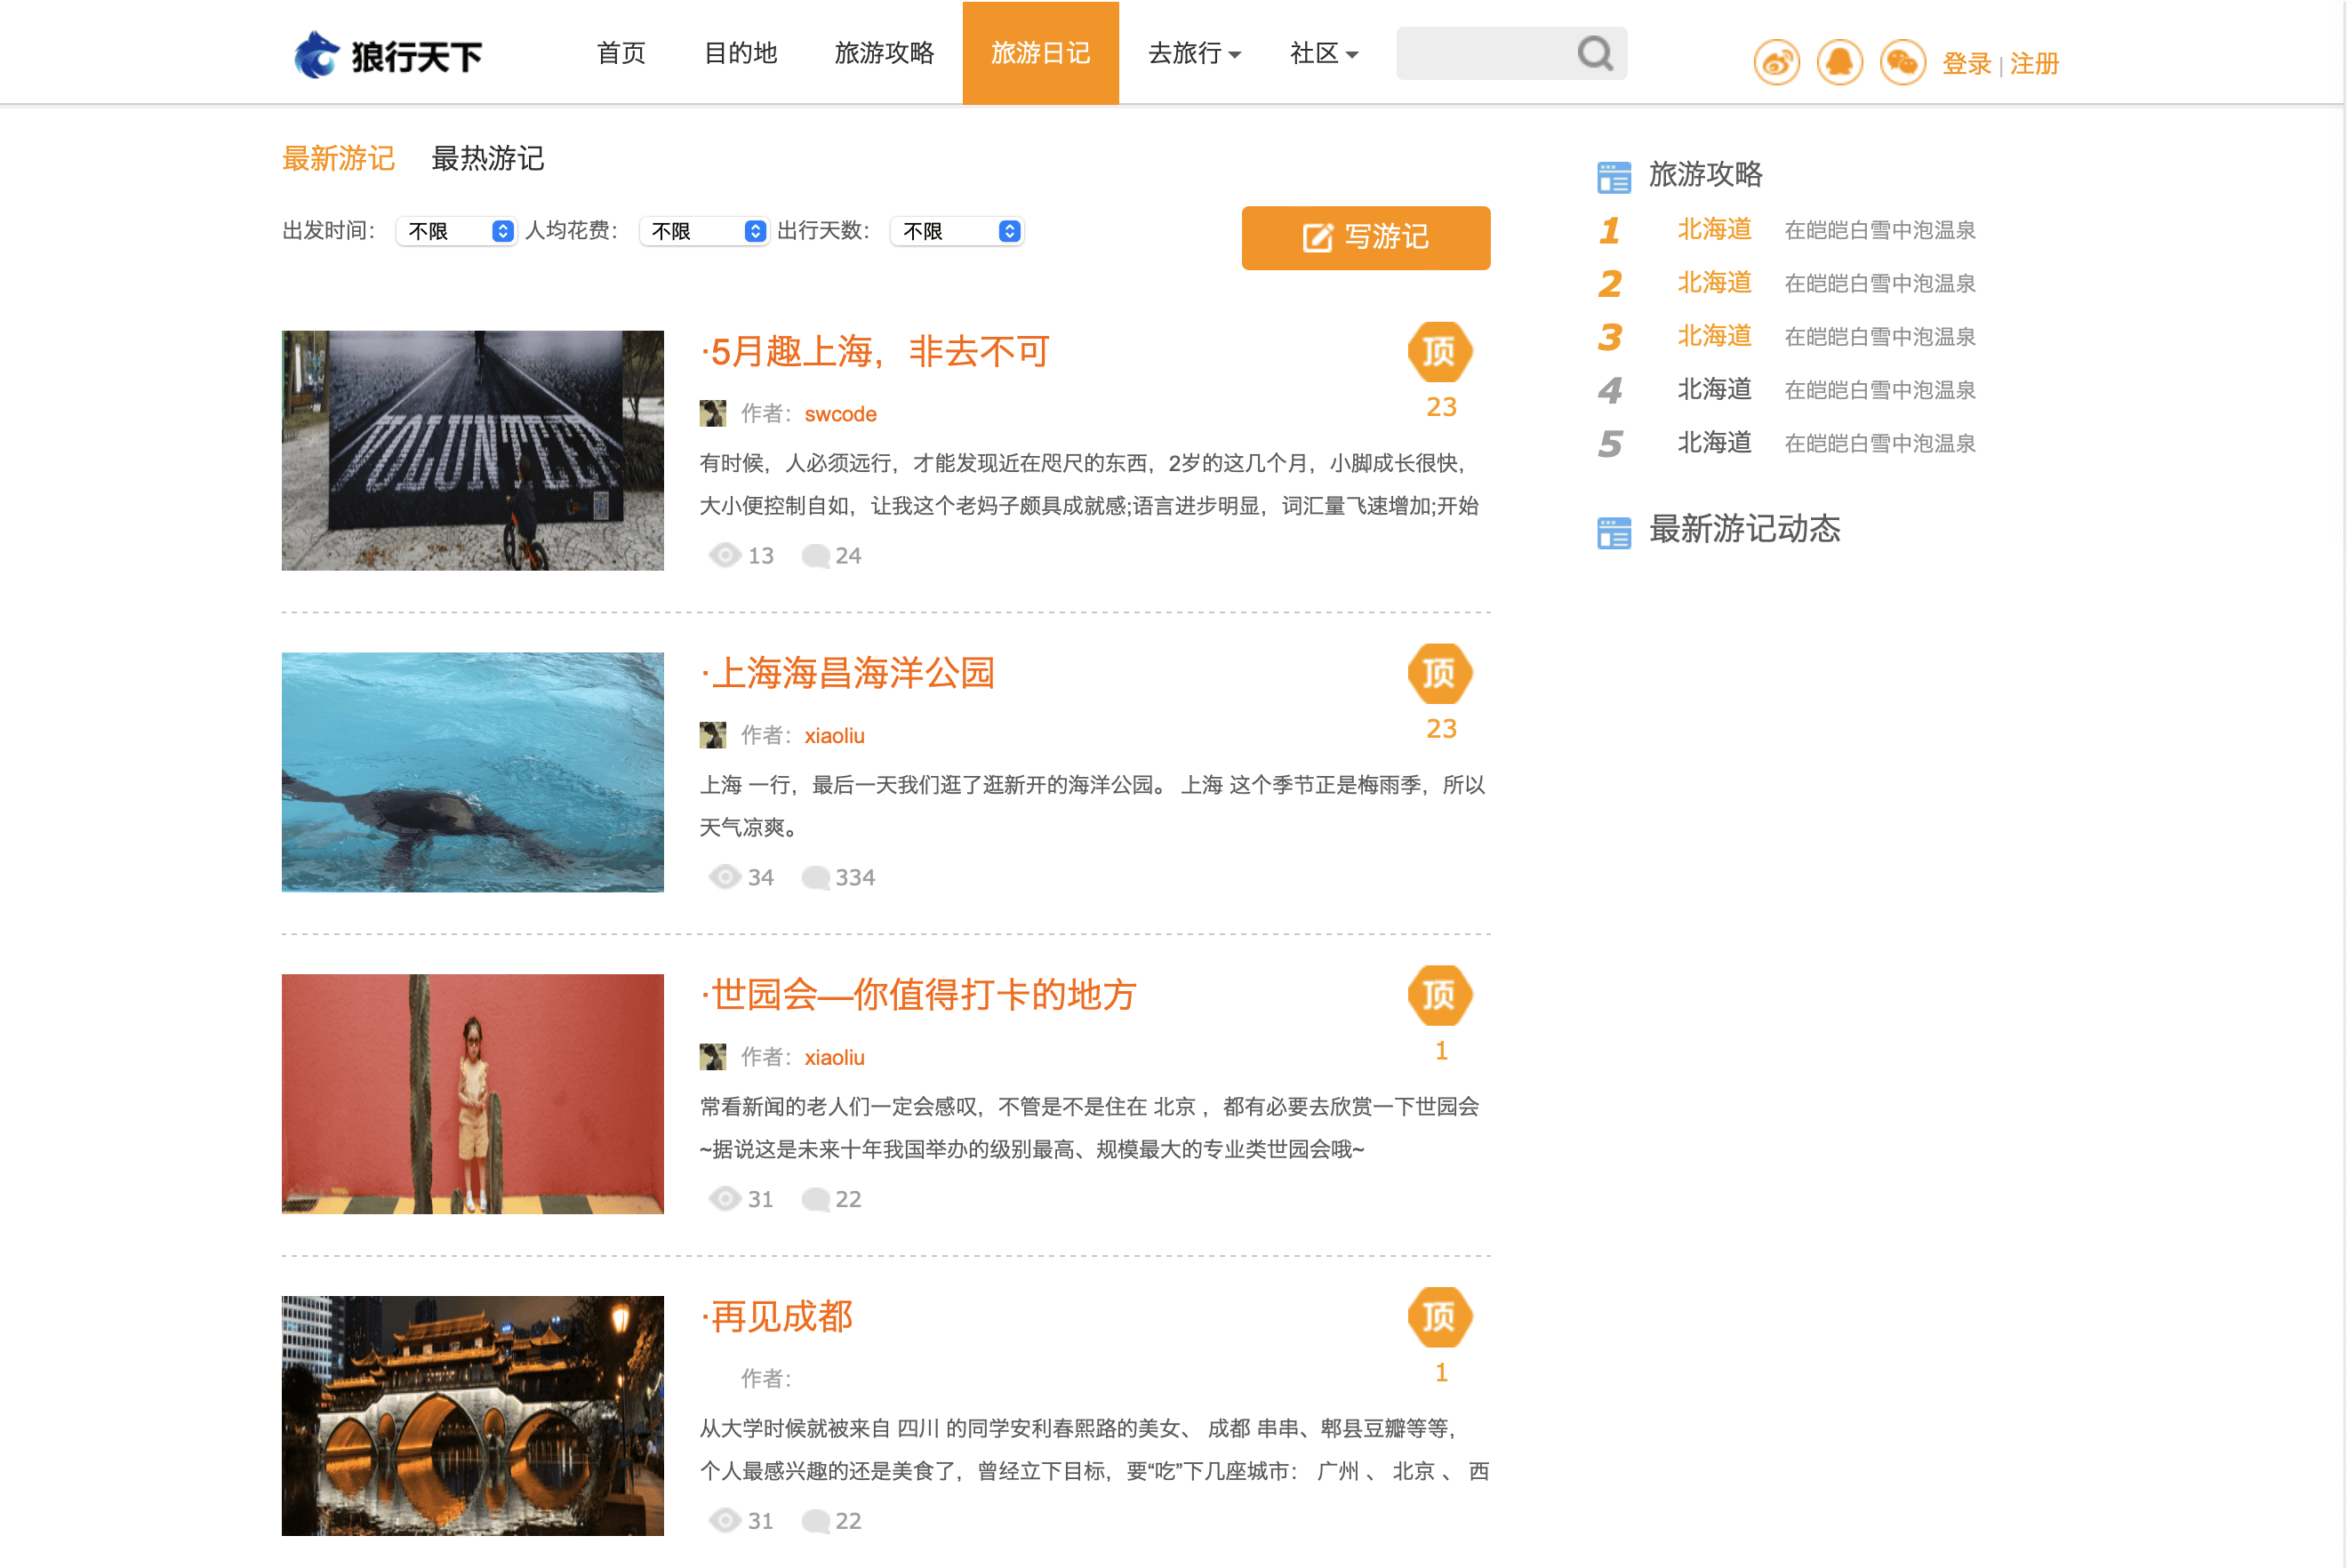 狼行天下 首页 目的地 旅游攻略 旅游日记 去旅行 社区 登录 | 注册
最新游记 最热游记
出发时间： 不限 人均花费： 不限 出行天数： 不限
写游记
·5月趣上海，非去不可
顶
作者：swcode
23
有时候，人必须远行，才能发现近在咫尺的东西，2岁的这几个月，小脚成长很快，
大小便控制自如，让我这个老妈子颇具成就感;语言进步明显，词汇量飞速增加;开始
13 24
VOLUNTEER
·上海海昌海洋公园
顶
作者：xiaoliu
23
上海 一行，最后一天我们逛了逛新开的海洋公园。 上海 这个季节正是梅雨季，所以
天气凉爽。
34 334
·世园会—你值得打卡的地方
顶
作者：xiaoliu
1
常看新闻的老人们一定会感叹，不管是不是住在 北京 ，都有必要去欣赏一下世园会
~据说这是未来十年我国举办的级别最高、规模最大的专业类世园会哦~
31 22
·再见成都
顶
作者：
1
从大学时候就被来自 四川 的同学安利春熙路的美女、 成都 串串、郫县豆瓣等等，
个人最感兴趣的还是美食了，曾经立下目标，要“吃”下几座城市： 广州 、 北京 、 西
31 22
旅游攻略
1 北海道 在皑皑白雪中泡温泉
2 北海道 在皑皑白雪中泡温泉
3 北海道 在皑皑白雪中泡温泉
4 北海道 在皑皑白雪中泡温泉
5 北海道 在皑皑白雪中泡温泉
最新游记动态